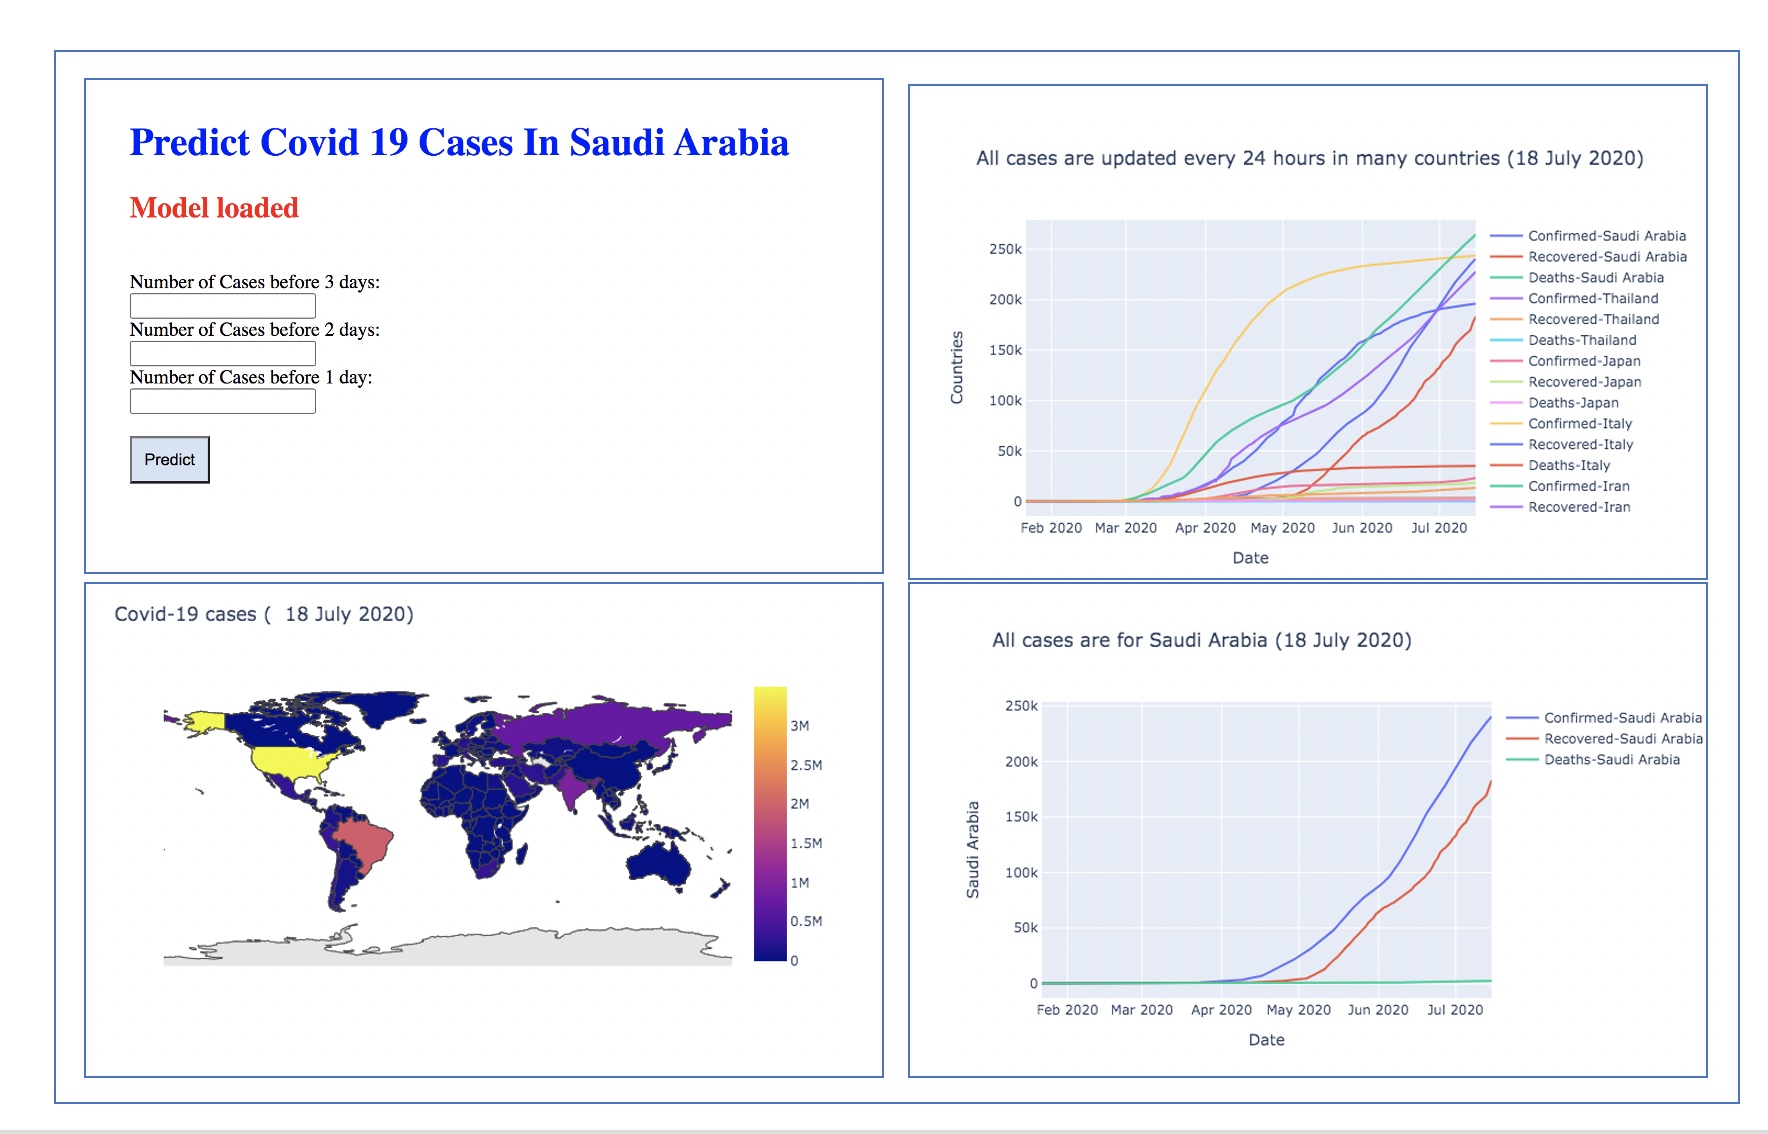 Predict Covid 19 Cases In Saudi Arabia
Model loaded
Number of Cases before 3 days:
Number of Cases before 2 days:
Number of Cases before 1 day:
Predict
All cases are updated every 24 hours in many countries (18 July 2020)
Countries
250k
200k
150k
100k
50k
0
Feb 2020 Mar 2020 Apr 2020 May 2020 Jun 2020 Jul 2020
Date
Confirmed-Saudi Arabia
Recovered-Saudi Arabia
Deaths-Saudi Arabia
Confirmed-Thailand
Recovered-Thailand
Deaths-Thailand
Confirmed-Japan
Recovered-Japan
Deaths-Japan
Confirmed-Italy
Recovered-Italy
Deaths-Italy
Confirmed-Iran
Recovered-Iran
Covid-19 cases ( 18 July 2020)
3M
2.5M
2M
1.5M
1M
0.5M
0
All cases are for Saudi Arabia (18 July 2020)
Saudi Arabia
250k
200k
150k
100k
50k
0
Feb 2020 Mar 2020 Apr 2020 May 2020 Jun 2020 Jul 2020
Date
Confirmed-Saudi Arabia
Recovered-Saudi Arabia
Deaths-Saudi Arabia